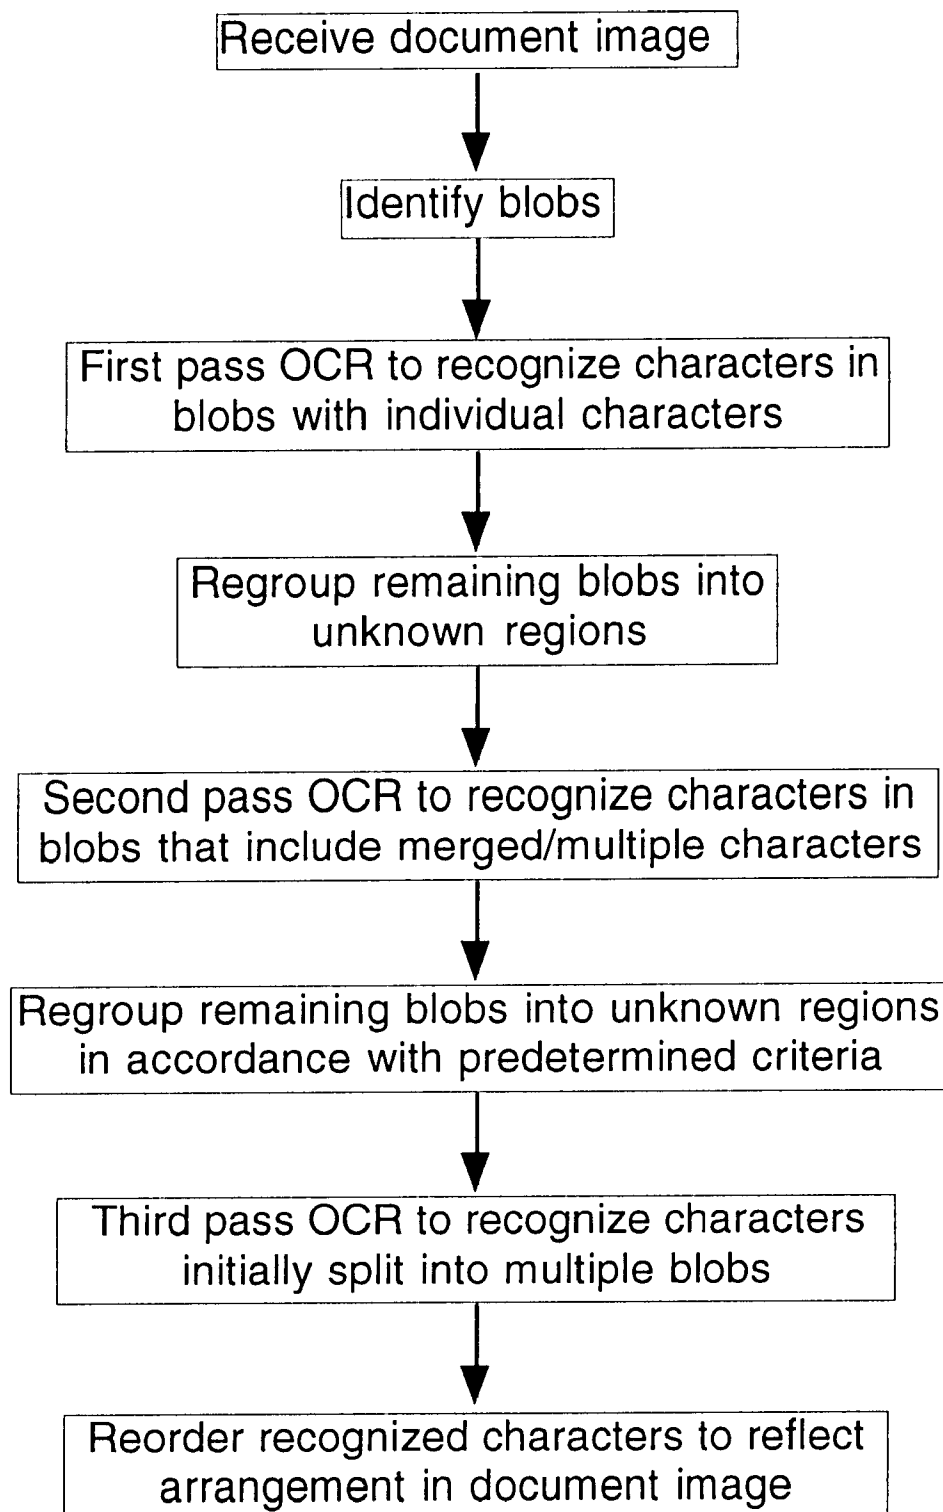 Receive document image
Identify blobs
First pass OCR to recognize characters in
blobs with individual characters
Regroup remaining blobs into
unknown regions
Second pass OCR to recognize characters in
blobs that include merged/multiple characters
Regroup remaining blobs into unknown regions
in accordance with predetermined criteria
Third pass OCR to recognize characters
initially split into multiple blobs
Reorder recognized characters to reflect
arrangement in document image